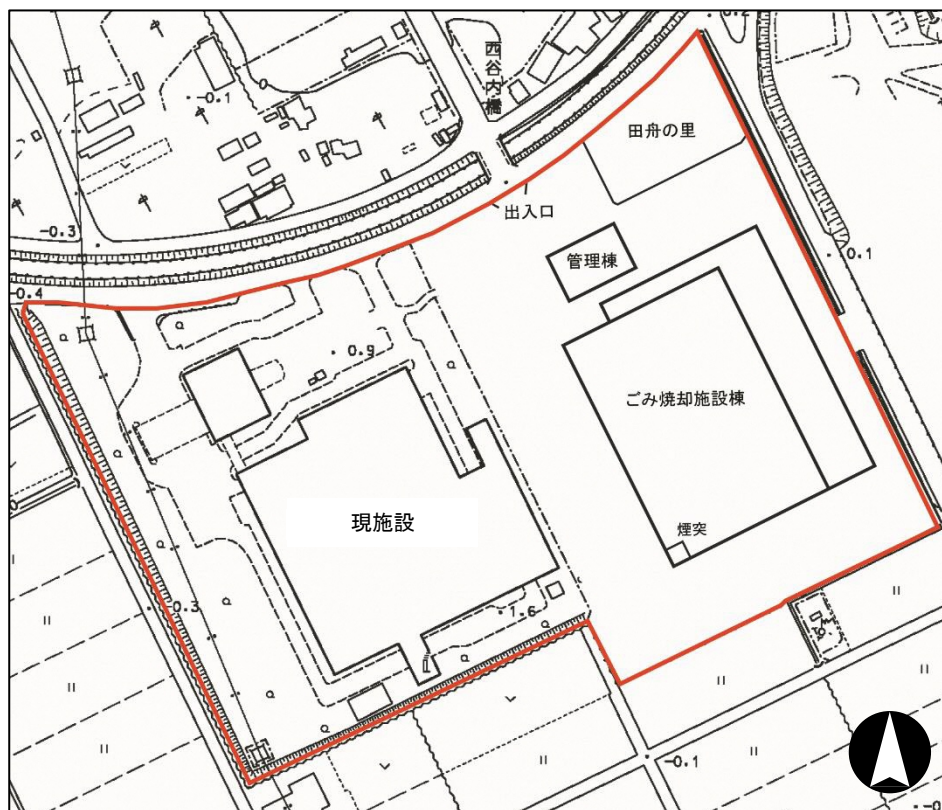 西谷内橋
田舟の里
-0.1
-0.3
出入口
管理棟
0.1
-0.4
0.9
ごみ焼却施設棟
現施設
煙突
-0.3
1.6
-0.1